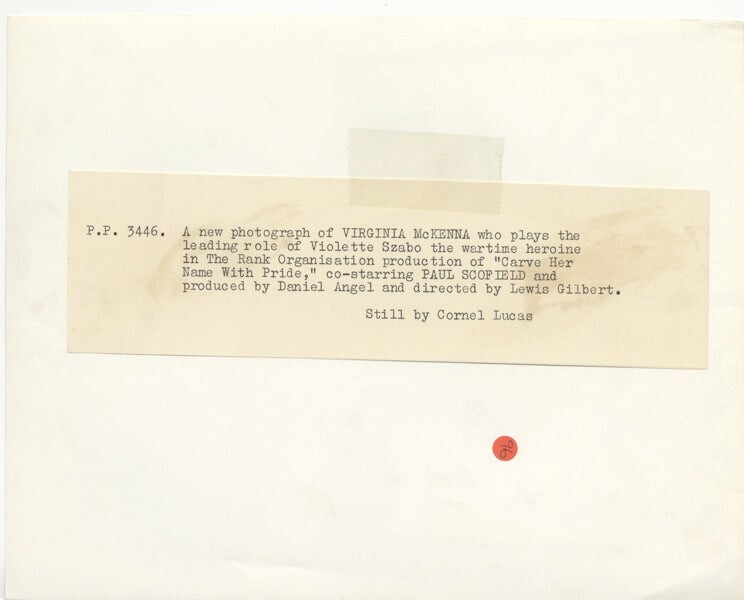 P.P. 3446. A new photograph of VIRGINIA McKENNA who plays the
leading role of Violette Szabo the wartime heroine
in The Rank Organisation production of "Carve Her
Name With Pride," co-starring PAUL SCOFIELD and
produced by Daniel Angel and directed by Lewis Gilbert.
Still by Cornel Lucas